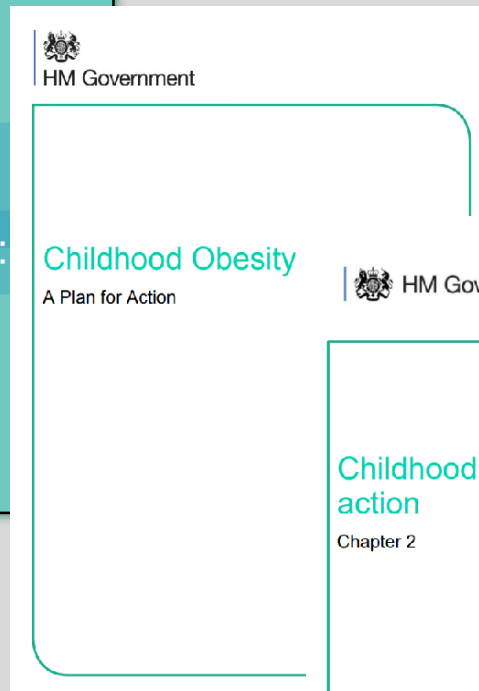 HM Government
Childhood Obesity
A Plan for Action
:
HM Gov
Childhood
action
Chapter 2